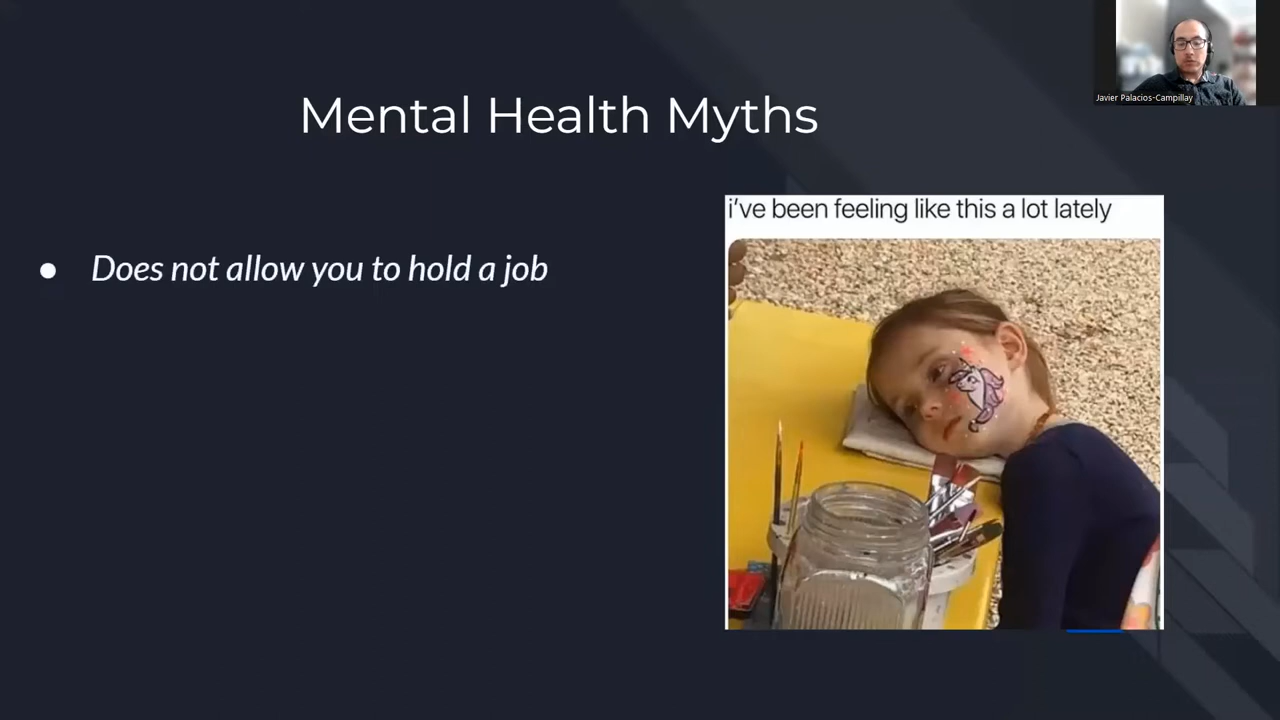 Mental Health Myths
Javier Palacios-Campillay
i've been feeling like this a lot lately
● Does not allow you to hold a job